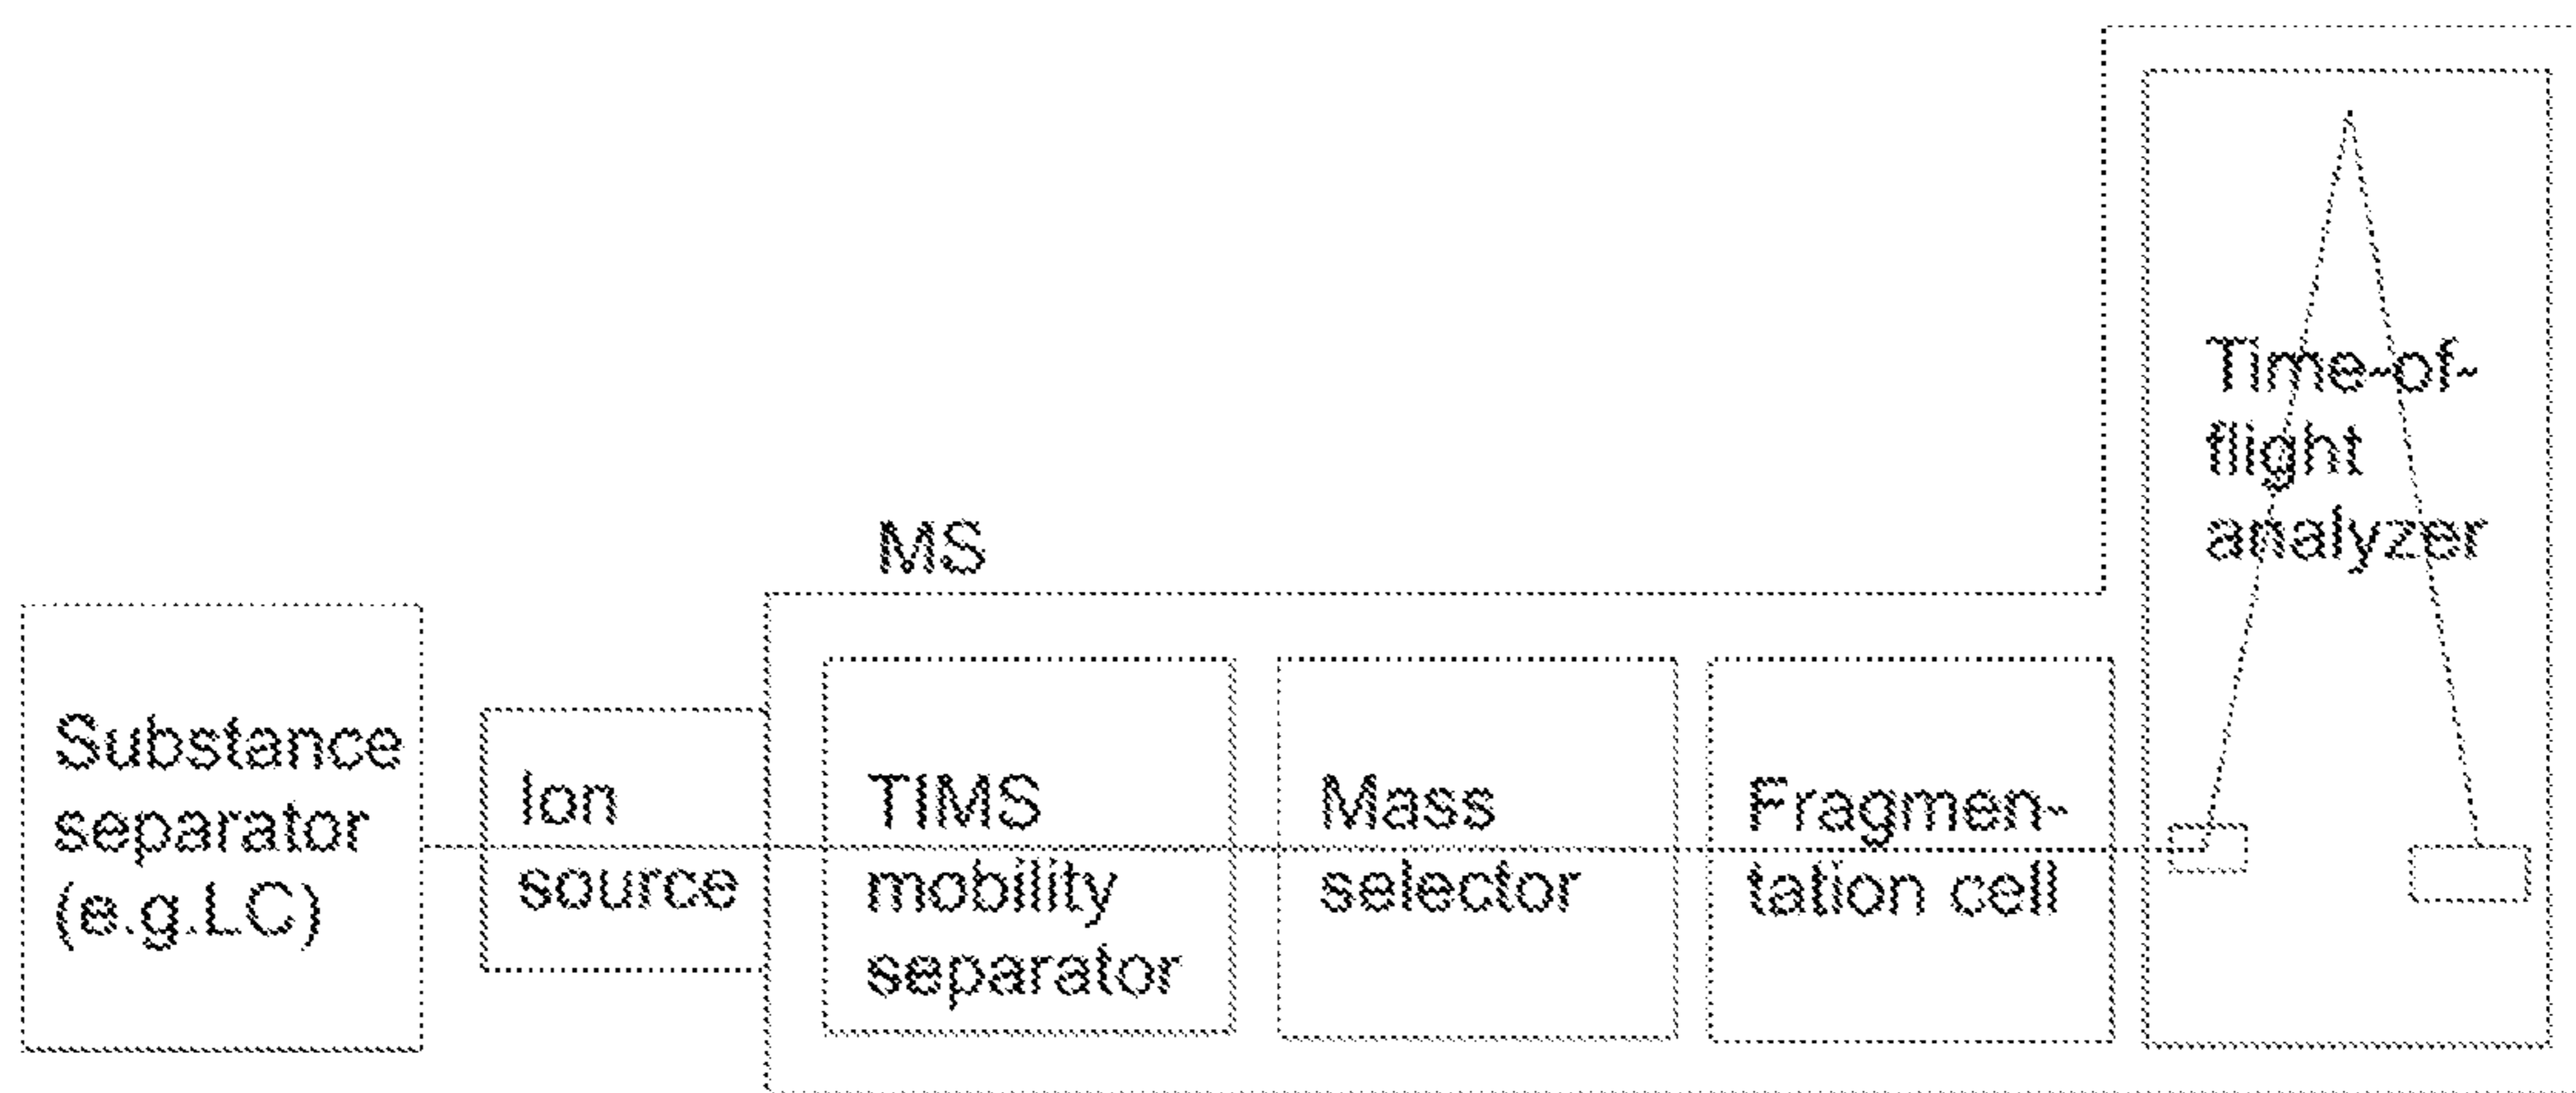 MS
Substance
separator
(e.g.LC)
Ion
source
TIMS
mobility
separator
Mass
selector
Fragmen-
tation cell
Time-of-
flight
analyzer